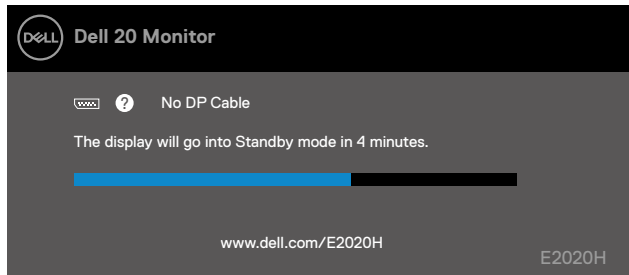 DELL Dell 20 Monitor
? No DP Cable
The display will go into Standby mode in 4 minutes.
www.dell.com/E2020H
E2020H